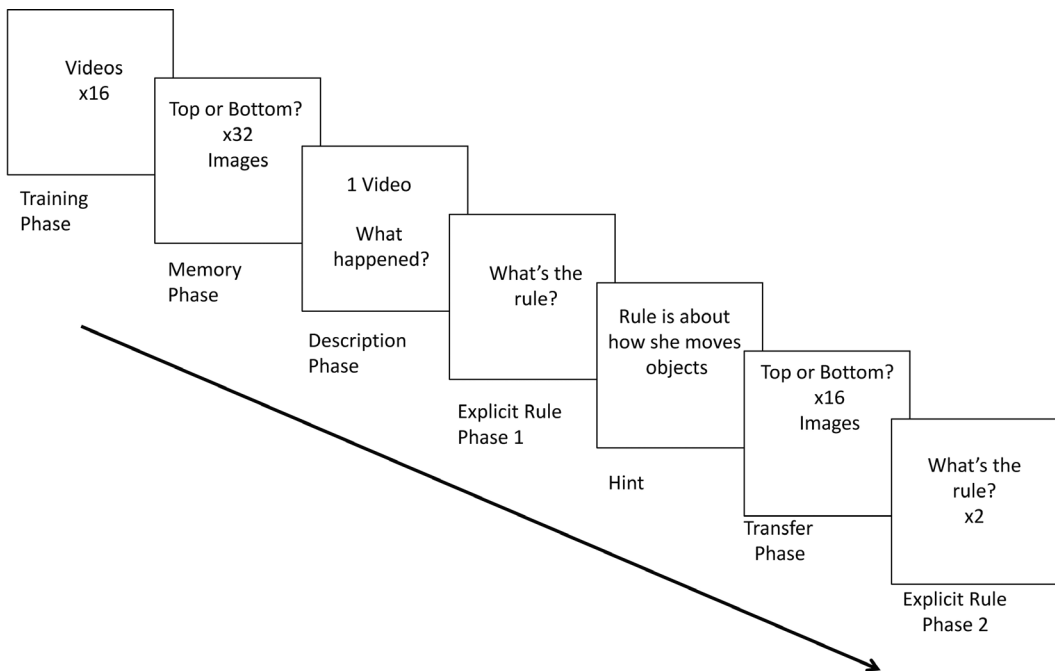 Videos
x16
Training
Phase
Top or Bottom?
x32
Images
Memory
Phase
1 Video
What
happened?
Description
Phase
What's the
rule?
Explicit Rule
Phase 1
Rule is about
how she moves
objects
Hint
Top or Bottom?
x16
Images
Transfer
Phase
What's the
rule?
x2
Explicit Rule
Phase 2